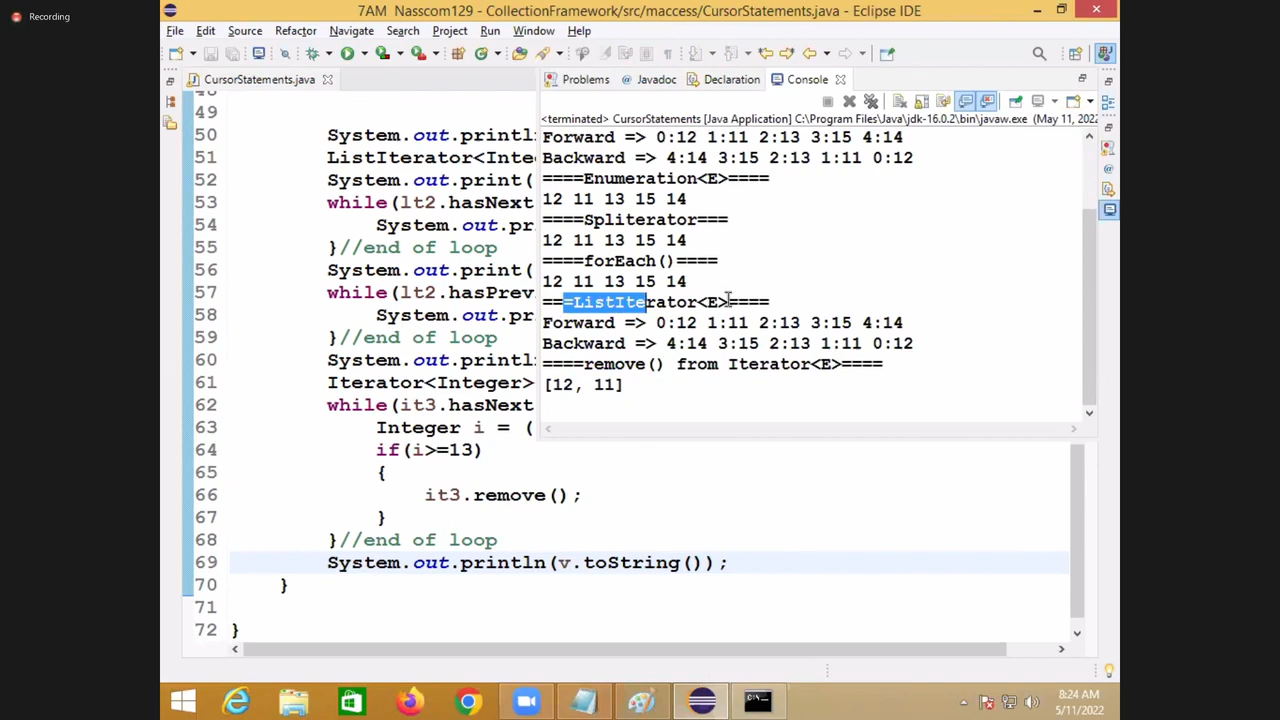 Recording
7AM Nasscom129 - CollectionFramework/src/maccess/CursorStatements.java - Eclipse IDE
File Edit Source Refactor Navigate Search Project Run Window Help
CursorStatements.java
Problems Javadoc Declaration Console
<terminated> CursorStatements [Java Application] C:\Program Files\Java\jdk-16.0.2\bin\javaw.exe (May 11, 2022
48
49
50 System.out.println
51 ListIterator<Inte
52 System.out.print(
53 while(lt2.hasNext
54 System.out.pr
55 }//end of loop
56 System.out.print(
57 while(lt2.hasPrev
58 System.out.pr
59 }//end of loop
60 System.out.println
61 Iterator<Integer>
62 while(it3.hasNext
63 Integer i = (
64 if(i>=13)
65 {
66 it3.remove();
67 }
68 }//end of loop
69 System.out.println(v.toString());
70 }
71
72 }
Forward => 0:12 1:11 2:13 3:15 4:14
Backward => 4:14 3:15 2:13 1:11 0:12
====Enumeration<E>====
12 11 13 15 14
====Spliterator===
12 11 13 15 14
====forEach()====
12 11 13 15 14
===ListIterator<E>====
Forward => 0:12 1:11 2:13 3:15 4:14
Backward => 4:14 3:15 2:13 1:11 0:12
====remove() from Iterator<E>====
[12, 11]
8:24 AM
5/11/2022